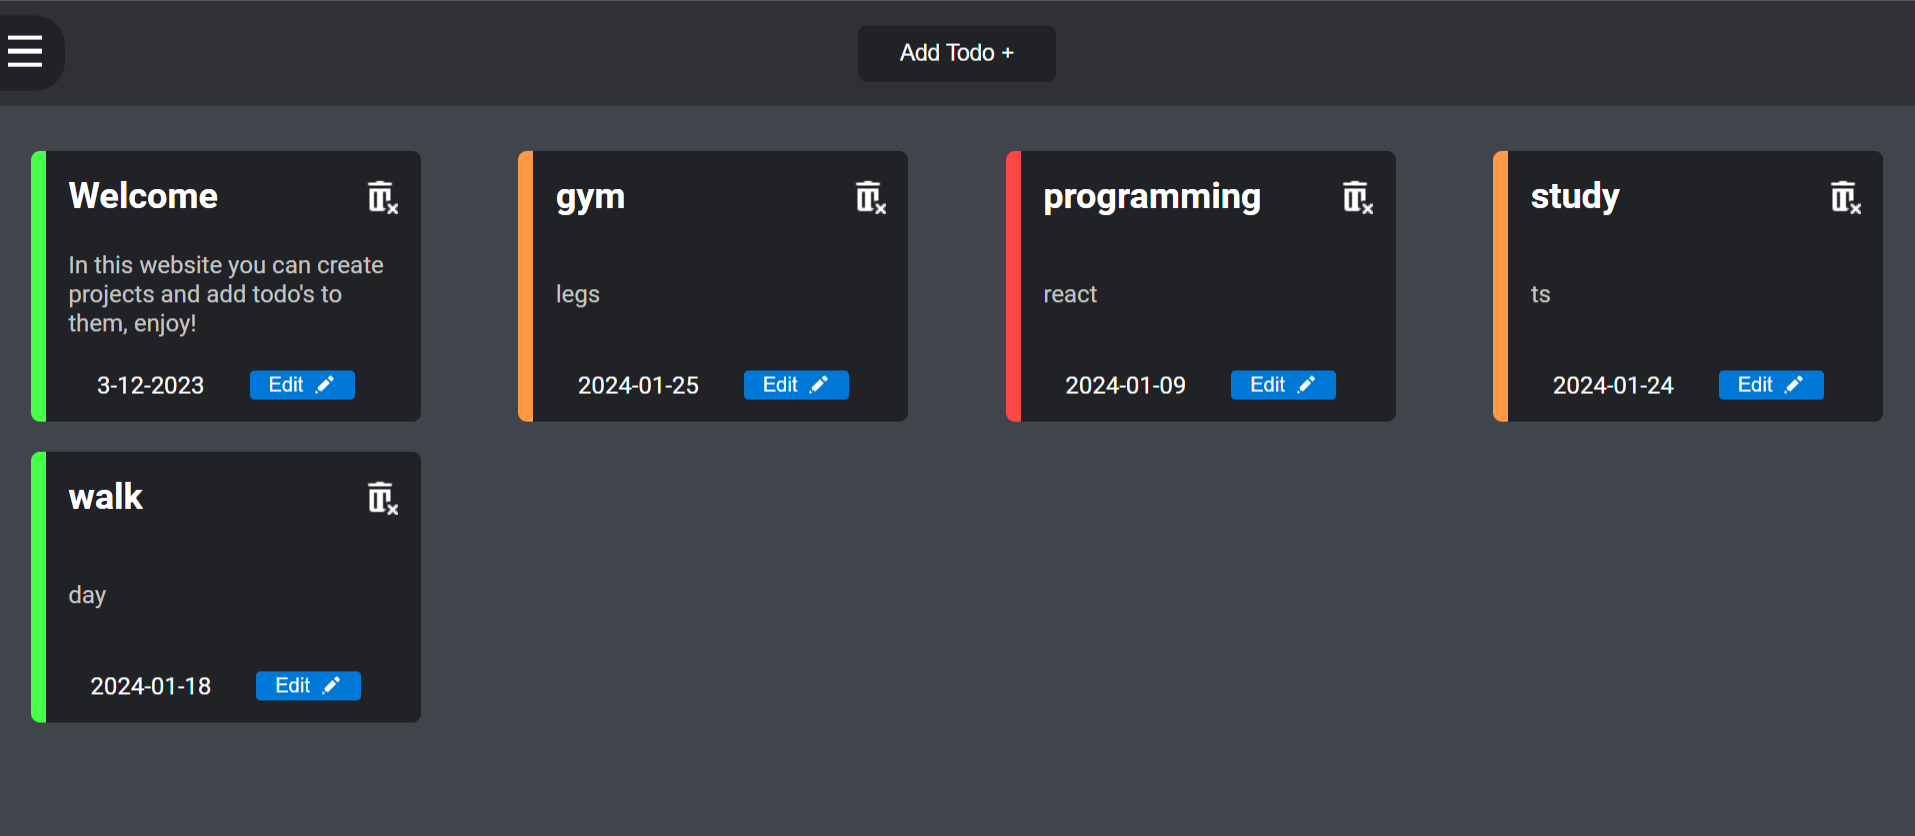 Add Todo +
Welcome
In this website you can create
projects and add todo's to
them, enjoy!
3-12-2023
Edit
gym
legs
2024-01-25
Edit
programming
react
2024-01-09
Edit
study
ts
2024-01-24
Edit
walk
day
2024-01-18
Edit